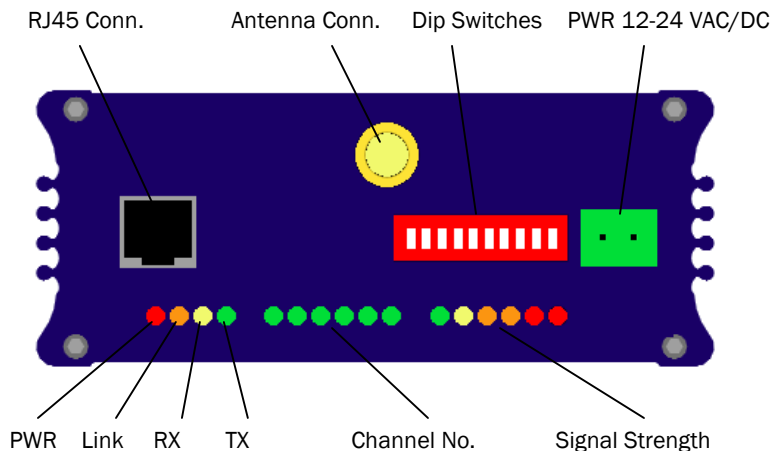 RJ45 Conn. Antenna Conn. Dip Switches PWR 12-24 VAC/DC
PWR Link RX TX Channel No. Signal Strength